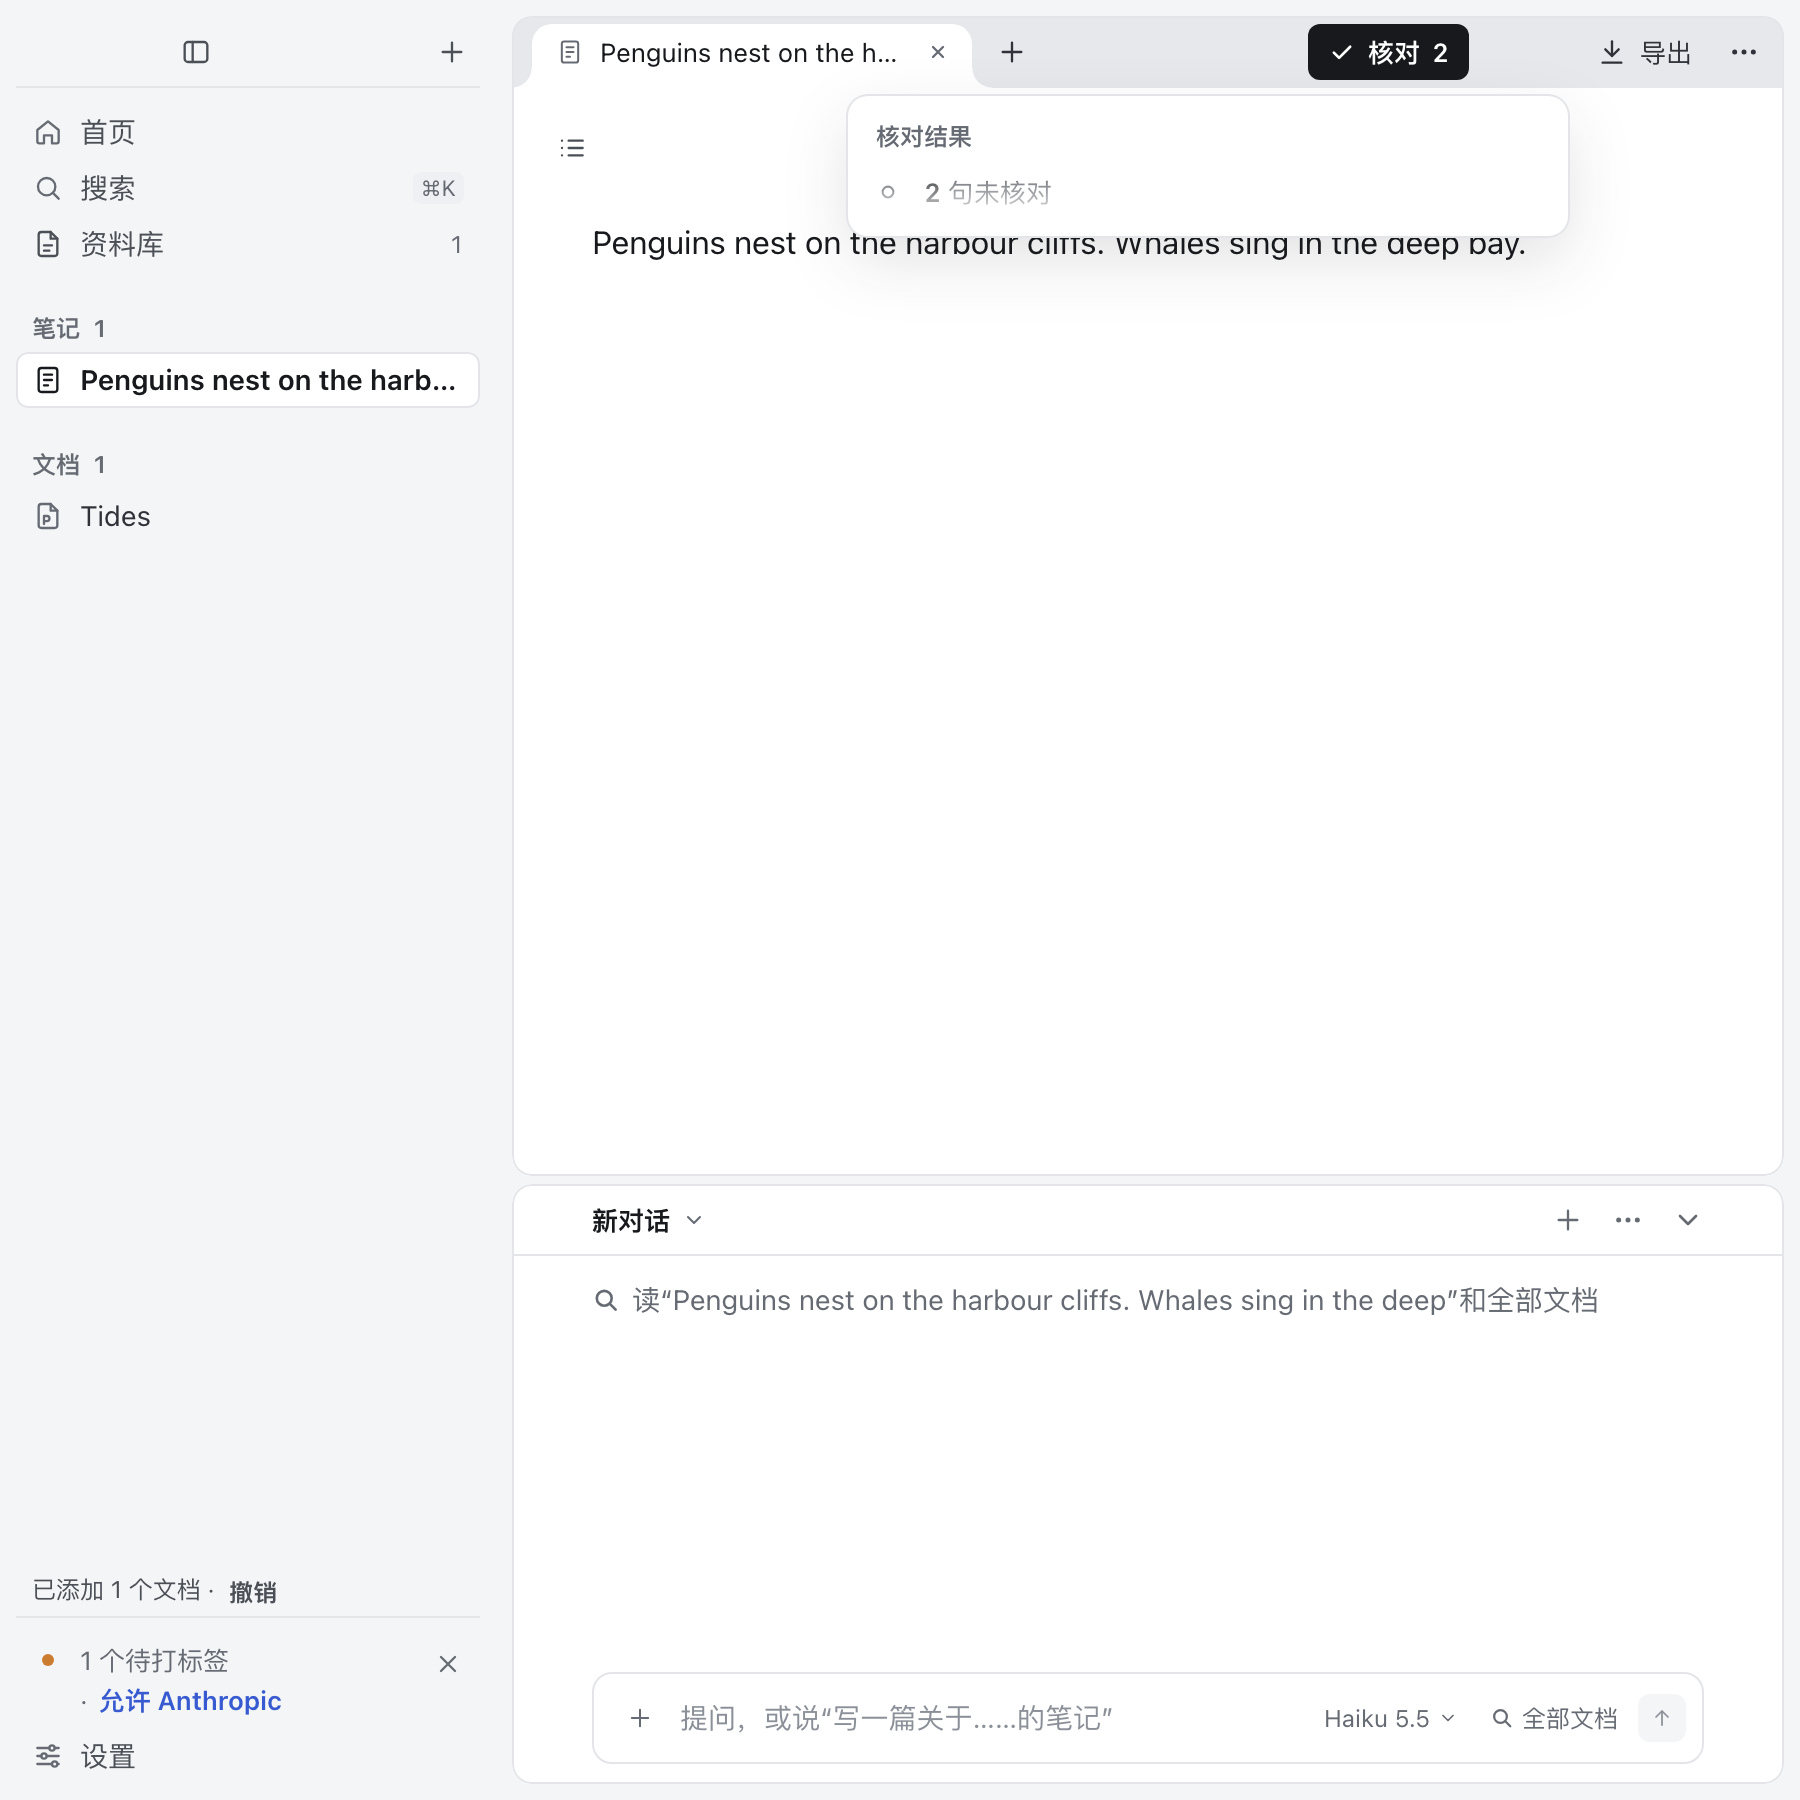 首页
搜索 ⌘K
资料库 1
笔记 1
Penguins nest on the harb...
文档 1
Tides
已添加 1 个文档 · 撤销
1 个待打标签
· 允许 Anthropic
设置
Penguins nest on the h...
核对 2
导出
核对结果
2 句未核对
Penguins nest on the harbour cliffs. Whales sing in the deep bay.
新对话
读“Penguins nest on the harbour cliffs. Whales sing in the deep”和全部文档
提问，或说“写一篇关于……的笔记”
Haiku 5.5
全部文档